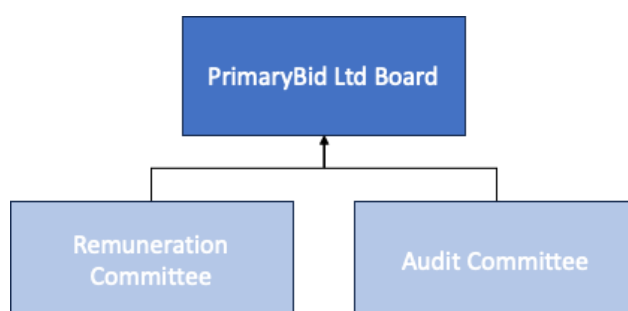 PrimaryBid Ltd Board
Remuneration
Committee
Audit Committee